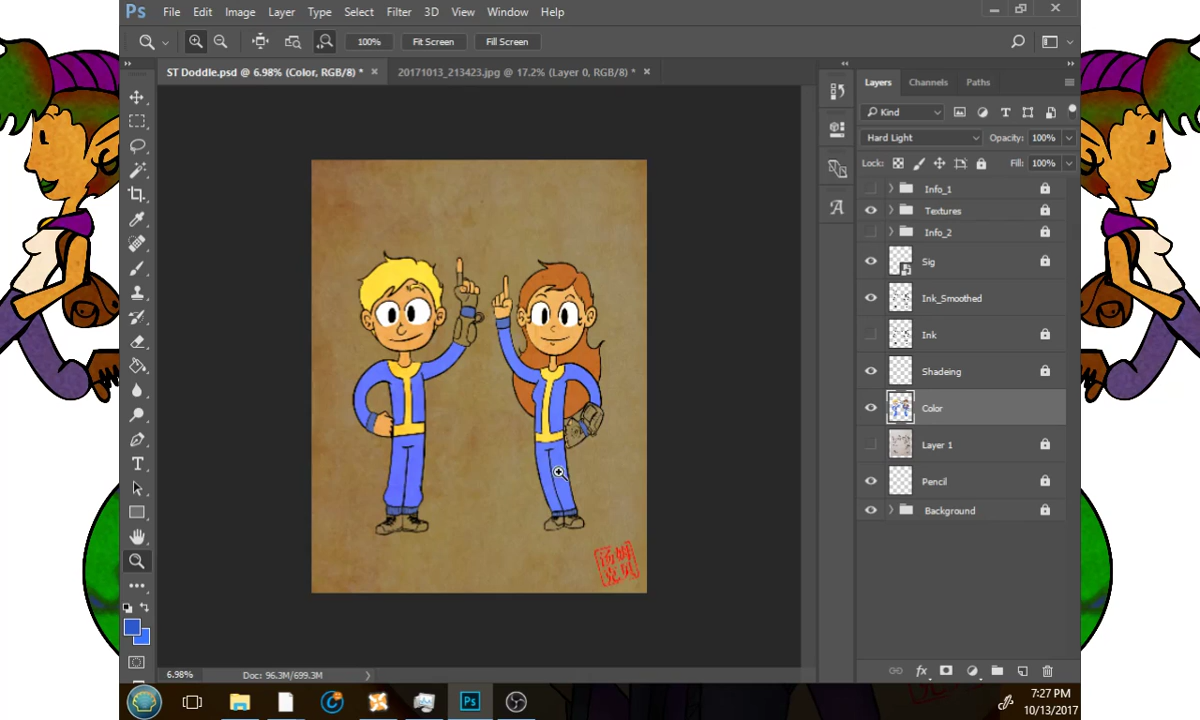 Ps File Edit Image Layer Type Select Filter 3D View Window Help
100% Fit Screen Fill Screen
ST Doddle.psd @ 6.98% (Color, RGB/8) * × 20171013_213423.jpg @ 17.2% (Layer 0, RGB/8) * ×
Layers Channels Paths
Kind
Hard Light Opacity: 100%
Lock: Fill: 100%
Info_1
Textures
Info_2
Sig
Ink_Smoothed
Ink
Shadeing
Color
Layer 1
Pencil
Background
6.98% Doc: 96.3M/699.3M
fx
Ps
7:27 PM
10/13/2017